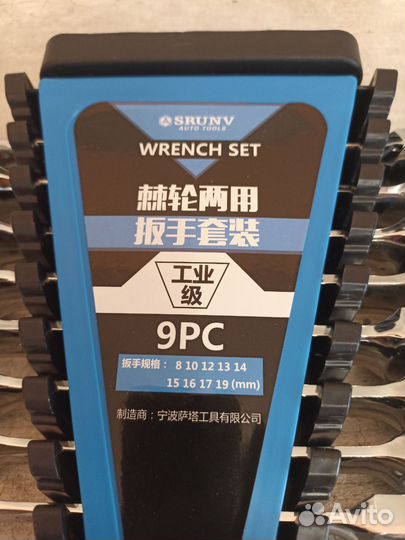 SRUNV
AUTO TOOLS
WRENCH SET
棘轮两用
扳手套装
工业
级
9PC
扳手规格： 8 10 12 13 14
15 16 17 19 (mm)
制造商：宁波萨塔工具有限公司
Avito